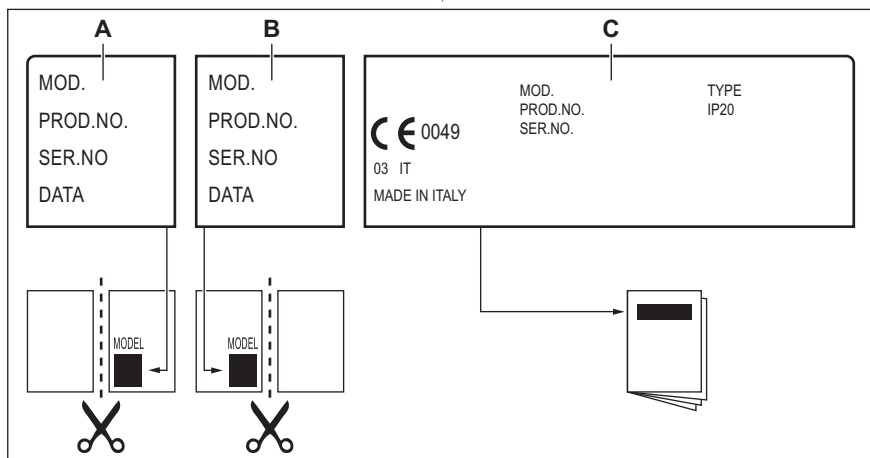 A
B
C
MOD.
PROD.NO.
SER.NO
DATA
MOD.
PROD.NO.
SER.NO
DATA
MOD.
PROD.NO.
SER.NO.
TYPE
IP20
CE 0049
03 IT
MADE IN ITALY
MODEL
MODEL